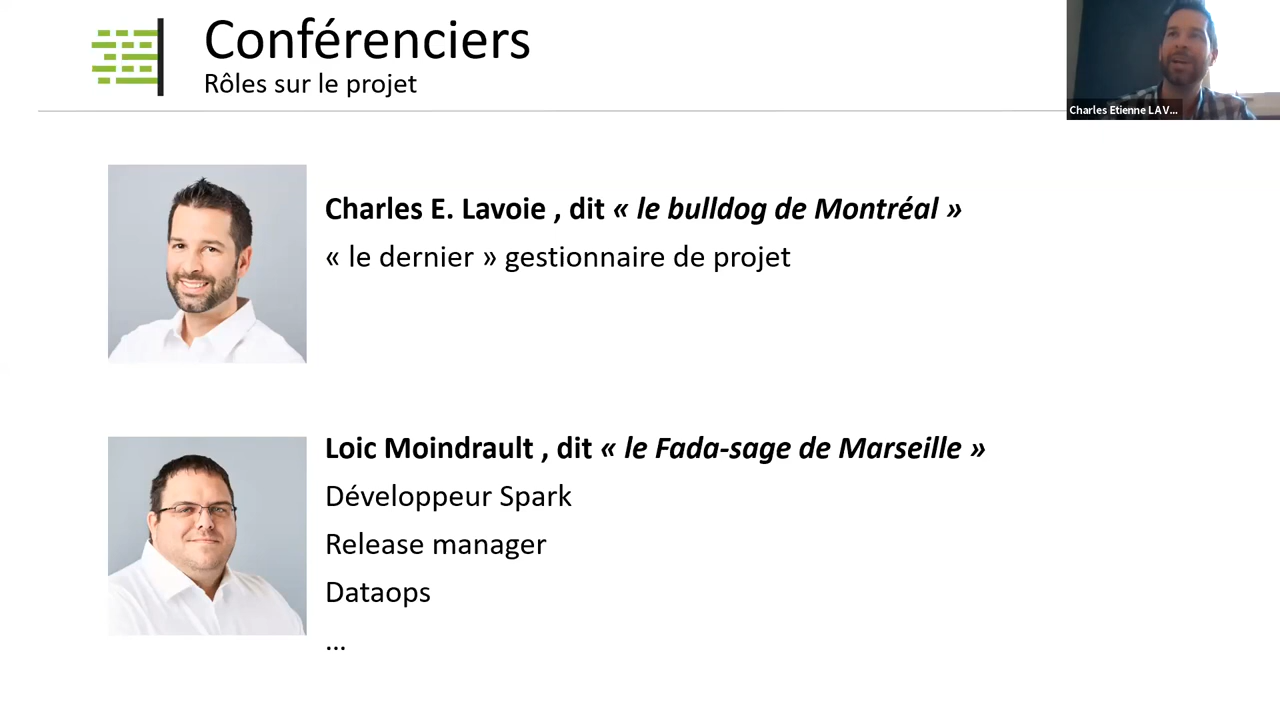 Conférenciers
Rôles sur le projet
Charles Etienne LAV...
Charles E. Lavoie , dit « le bulldog de Montréal »
« le dernier » gestionnaire de projet
Loic Moindrault , dit « le Fada-sage de Marseille »
Développeur Spark
Release manager
Dataops
...